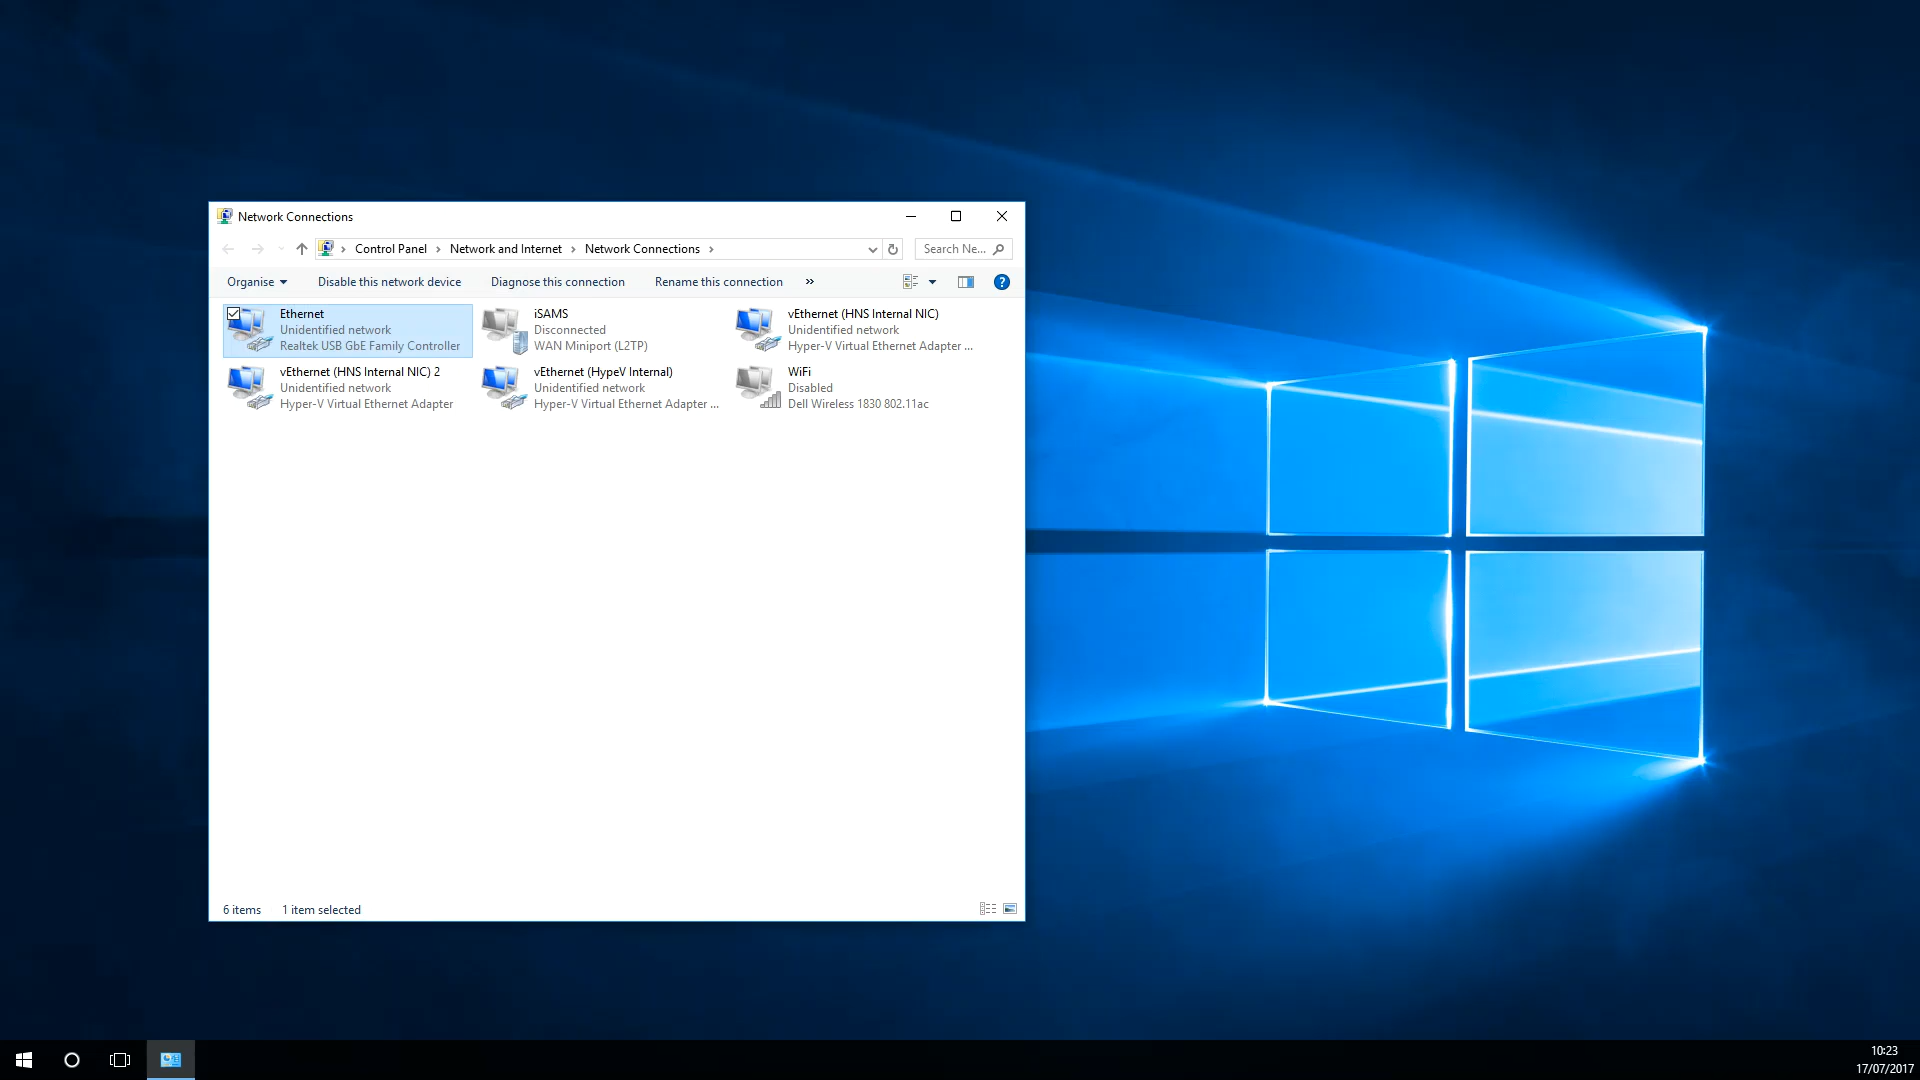 Network Connections
Control Panel Network and Internet Network Connections
Search Ne...
Organise Disable this network device Diagnose this connection Rename this connection »
Ethernet
Unidentified network
Realtek USB GbE Family Controller
iSAMS
Disconnected
WAN Miniport (L2TP)
vEthernet (HNS Internal NIC)
Unidentified network
Hyper-V Virtual Ethernet Adapter ...
vEthernet (HNS Internal NIC) 2
Unidentified network
Hyper-V Virtual Ethernet Adapter
vEthernet (HypeV Internal)
Unidentified network
Hyper-V Virtual Ethernet Adapter ...
WiFi
Disabled
Dell Wireless 1830 802.11ac
6 items 1 item selected
10:23
17/07/2017